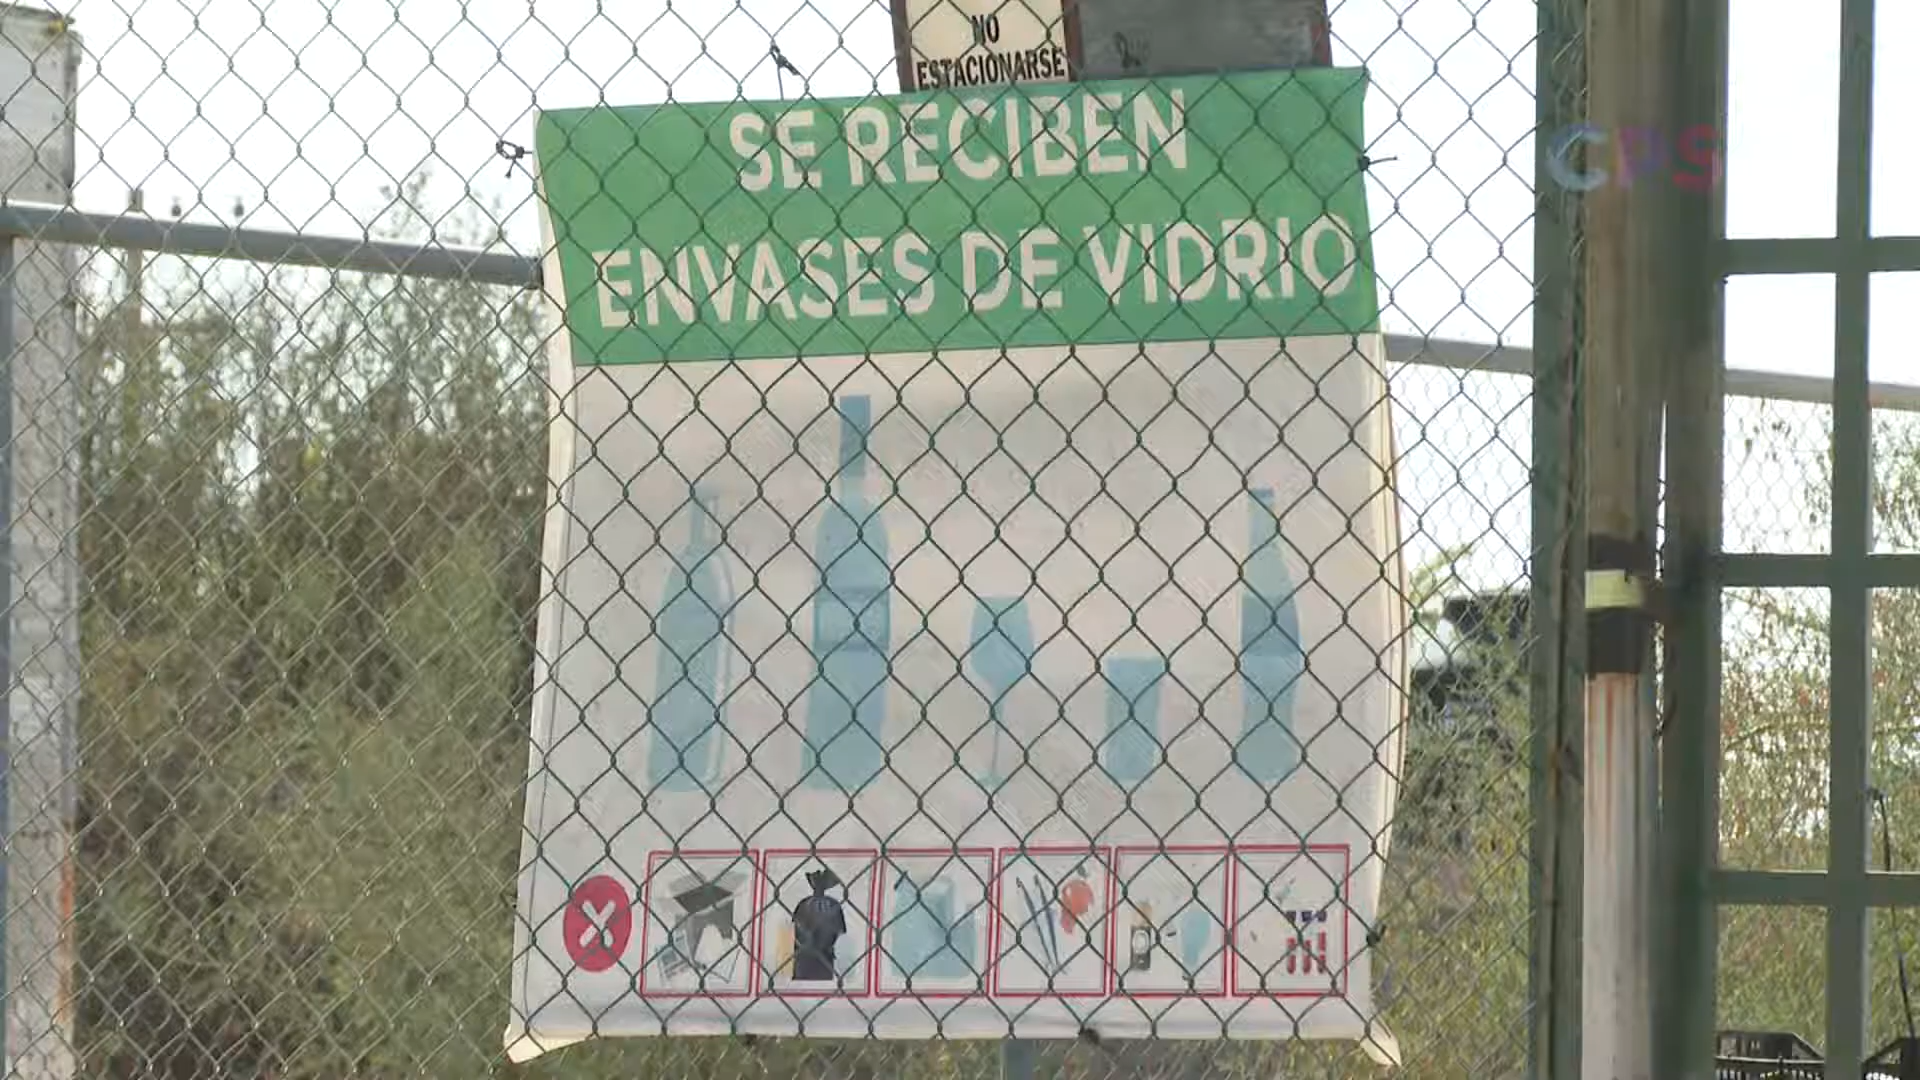 NO
ESTACIONARSE
SE RECIBEN
ENVASES DE VIDRIO
CPS